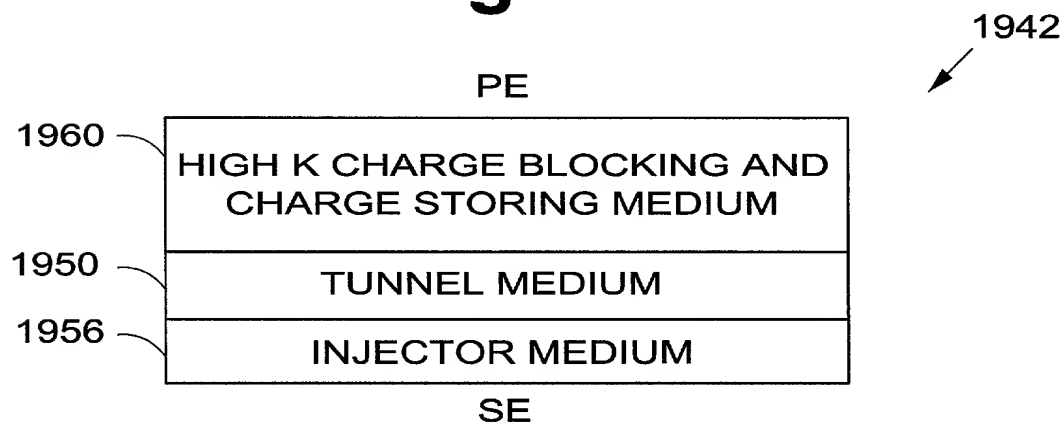 1942
PE
1960
HIGH K CHARGE BLOCKING AND
CHARGE STORING MEDIUM
1950
TUNNEL MEDIUM
1956
INJECTOR MEDIUM
SE